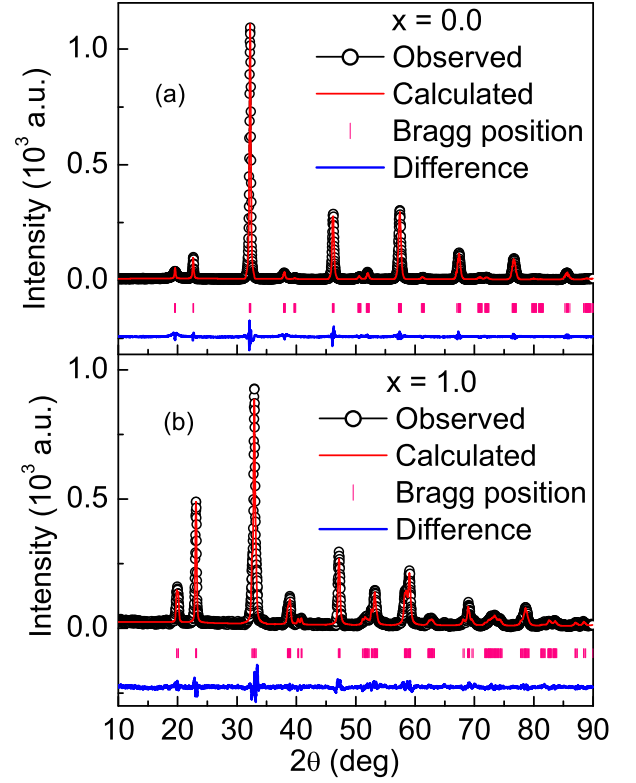 x = 0.0
Observed
(a)
Calculated
Bragg position
Difference
Intensity (10³ a.u.)
1.0
0.5
0.0
x = 1.0
(b)
Observed
Calculated
Bragg position
Difference
Intensity (10³ a.u.)
1.0
0.5
0.0
10 20 30 40 50 60 70 80 90
2θ (deg)